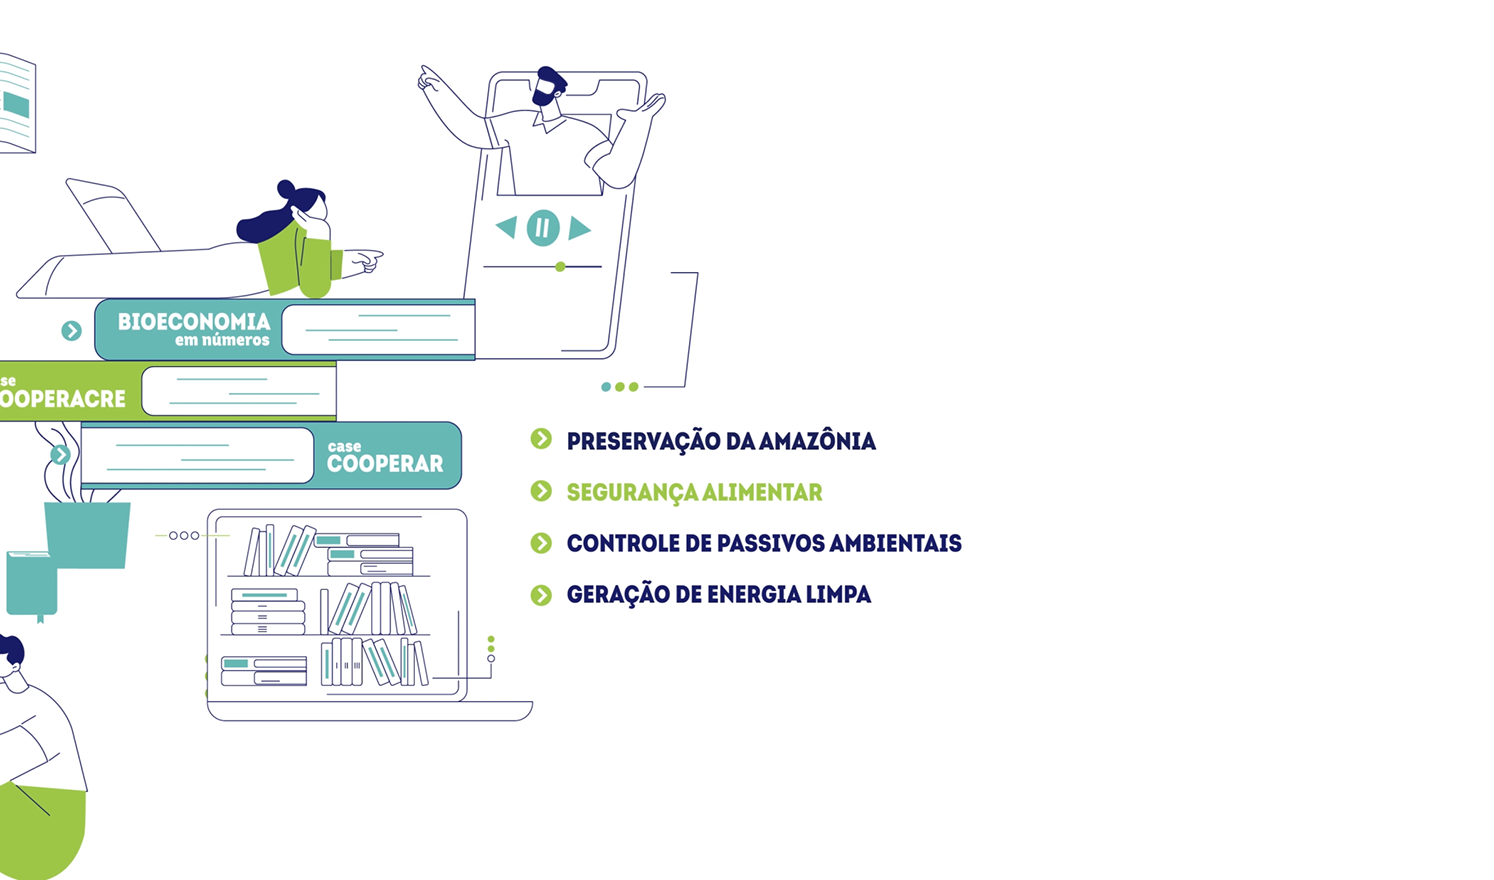 BIOECONOMIA
em números
se
OOPERACRE
case
COOPERAR
PRESERVAÇÃO DA AMAZÔNIA
SEGURANÇA ALIMENTAR
CONTROLE DE PASSIVOS AMBIENTAIS
GERAÇÃO DE ENERGIA LIMPA